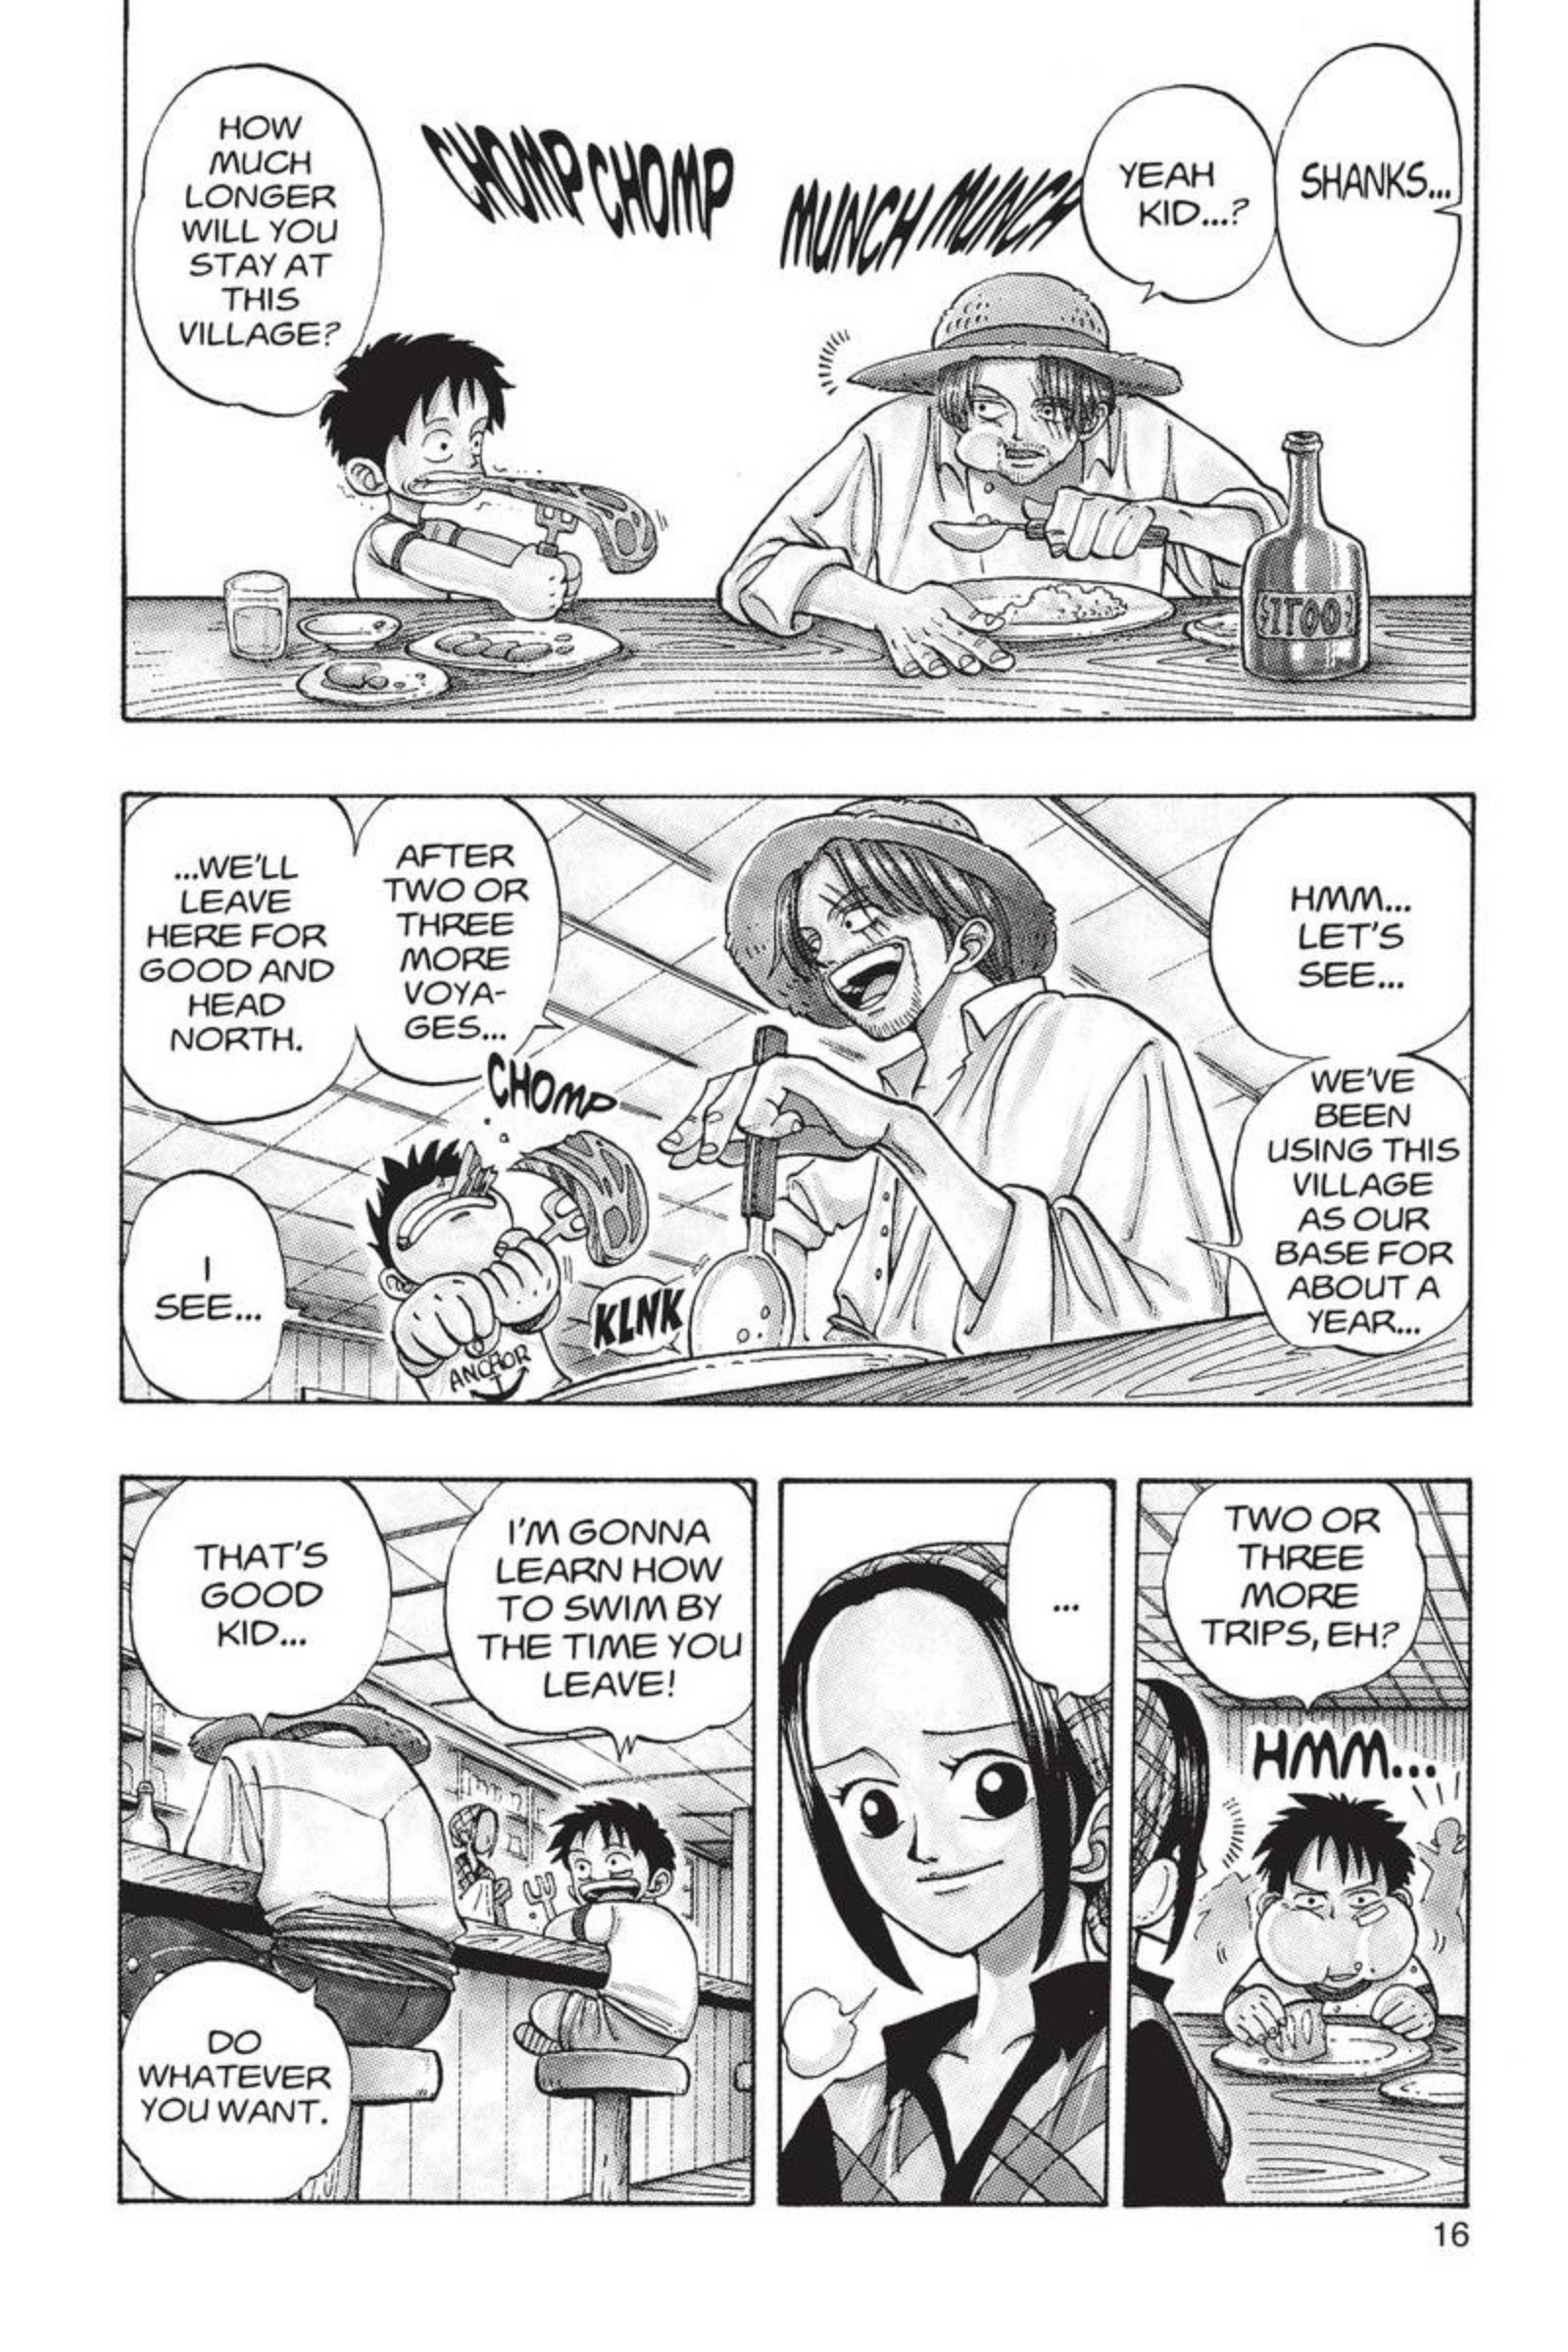 SHANKS...
YEAH
KID...?
MUNCH MUNCH
CHOMP CHOMP
HOW
MUCH
LONGER
WILL YOU
STAY AT
THIS
VILLAGE?
HMM...
LET'S
SEE...
WE'VE
BEEN
USING THIS
VILLAGE
AS OUR
BASE FOR
ABOUT A
YEAR...
AFTER
TWO OR
THREE
MORE
VOYA-
GES...
...WE'LL
LEAVE
HERE FOR
GOOD AND
HEAD
NORTH.
CHOMP
KLNK
ANCHOR
I
SEE...
TWO OR
THREE
MORE
TRIPS, EH?
HMM...
...
I'M GONNA
LEARN HOW
TO SWIM BY
THE TIME YOU
LEAVE!
THAT'S
GOOD
KID...
DO
WHATEVER
YOU WANT.
16